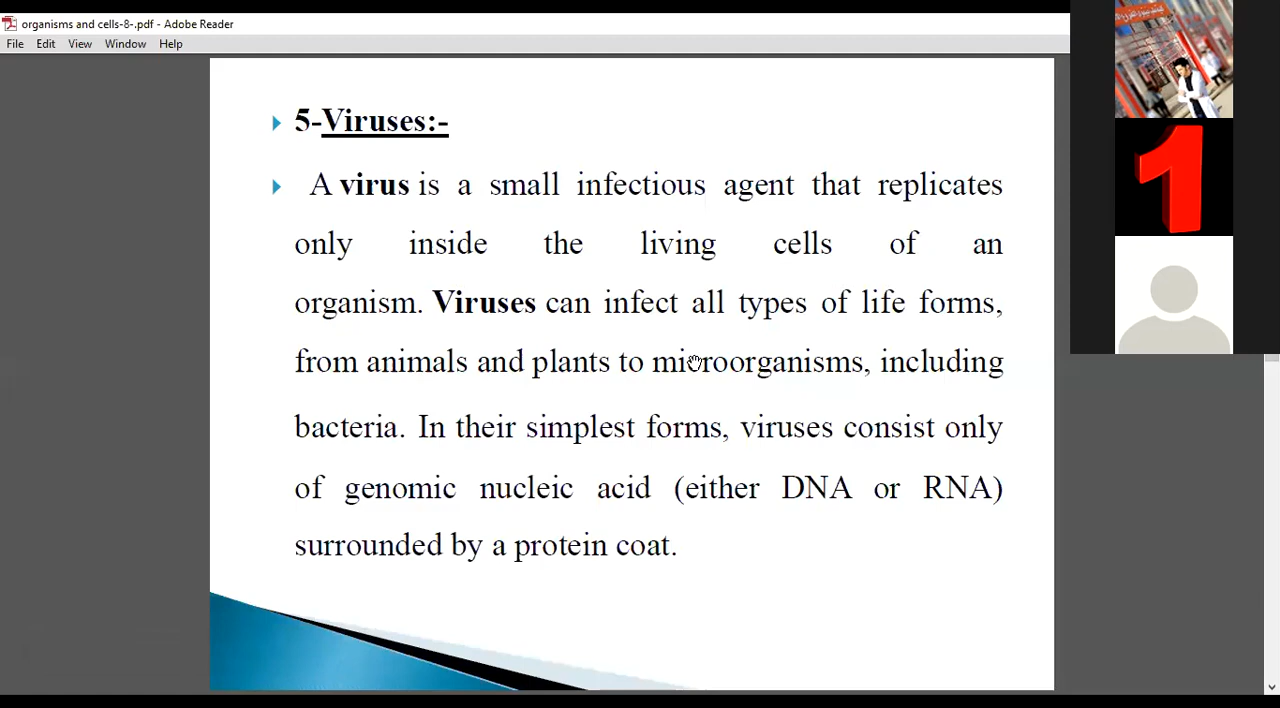 organisms and cells-8-.pdf - Adobe Reader
File Edit View Window Help
5-Viruses:-
A virus is a small infectious agent that replicates
only inside the living cells of an
organism. Viruses can infect all types of life forms,
from animals and plants to microorganisms, including
bacteria. In their simplest forms, viruses consist only
of genomic nucleic acid (either DNA or RNA)
surrounded by a protein coat.
1